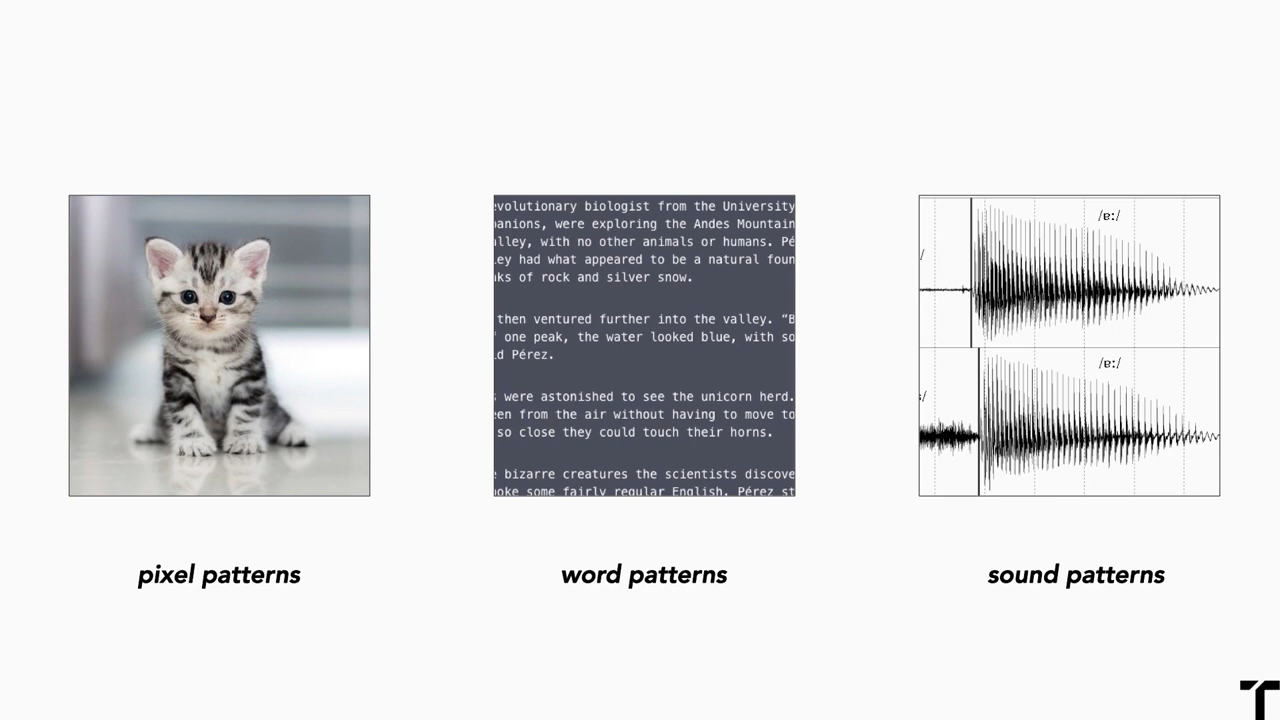 evolutionary biologist from the University
panions, were exploring the Andes Mountain
alley, with no other animals or humans. Pé
ley had what appeared to be a natural foun
aks of rock and silver snow.
then ventured further into the valley. “B
one peak, the water looked blue, with so
id Pérez.
were astonished to see the unicorn herd.
een from the air without having to move to
so close they could touch their horns.
bizarre creatures the scientists discove
oke some fairly regular English. Pérez st
/ɐː/
/
/ɐː/
s/
pixel patterns
word patterns
sound patterns